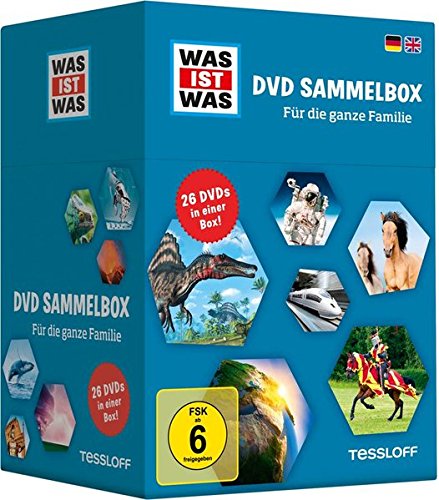 WAS
IST
WAS
DVD SAMMELBOX
Für die ganze Familie
26 DVDs
in einer
Box!
FSK
ab
6
freigegeben
TESSLOFF
WAS
IST
WAS
DVD SAMMELBOX
Für die ganze Familie
26 DVDs
in einer
Box!
TESSLOFF